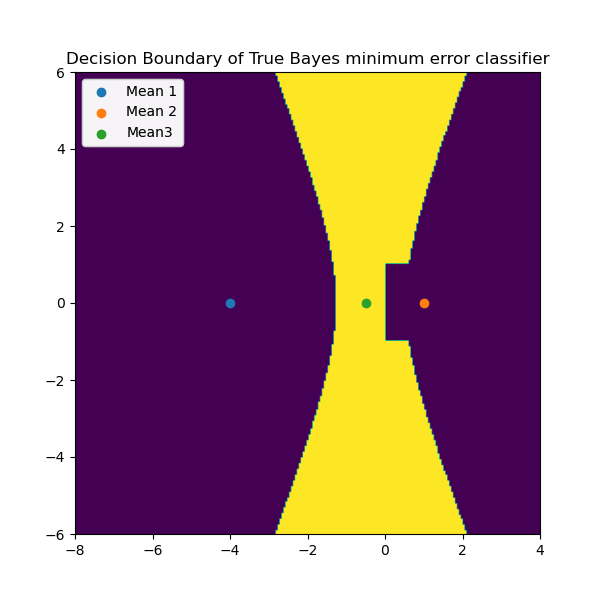 Decision Boundary of True Bayes minimum error classifier
Mean 1
Mean 2
Mean3
6
4
2
0
−2
−4
−6
−8 −6 −4 −2 0 2 4